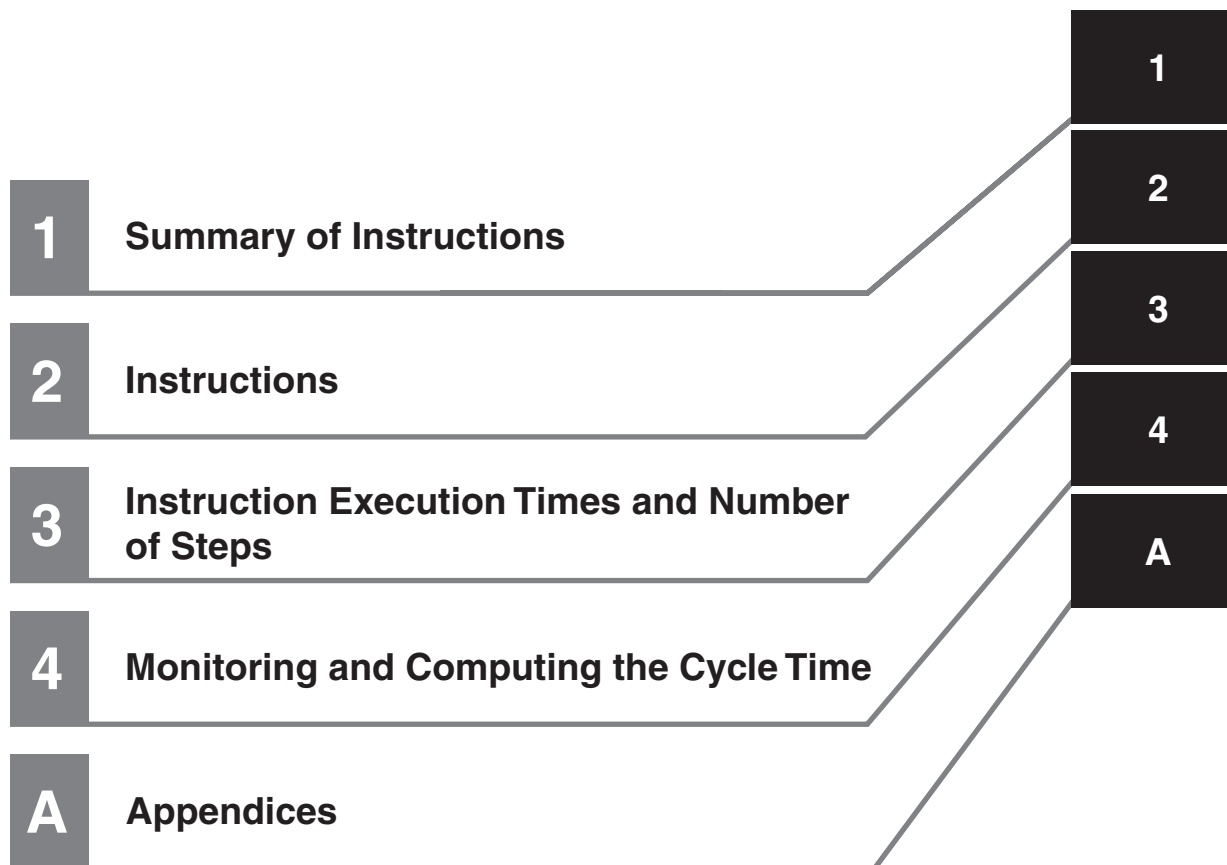 1 Summary of Instructions
2 Instructions
3 Instruction Execution Times and Number
of Steps
4 Monitoring and Computing the Cycle Time
A Appendices
1
2
3
4
A